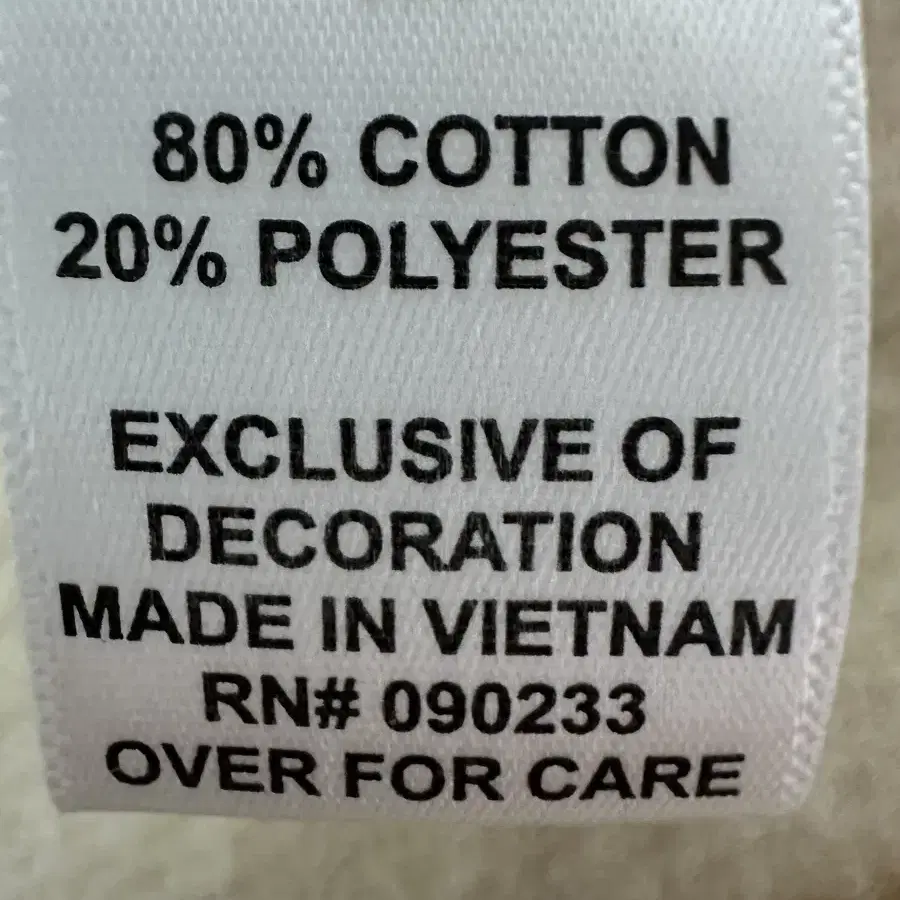 80% COTTON
20% POLYESTER
EXCLUSIVE OF
DECORATION
MADE IN VIETNAM
RN# 090233
OVER FOR CARE